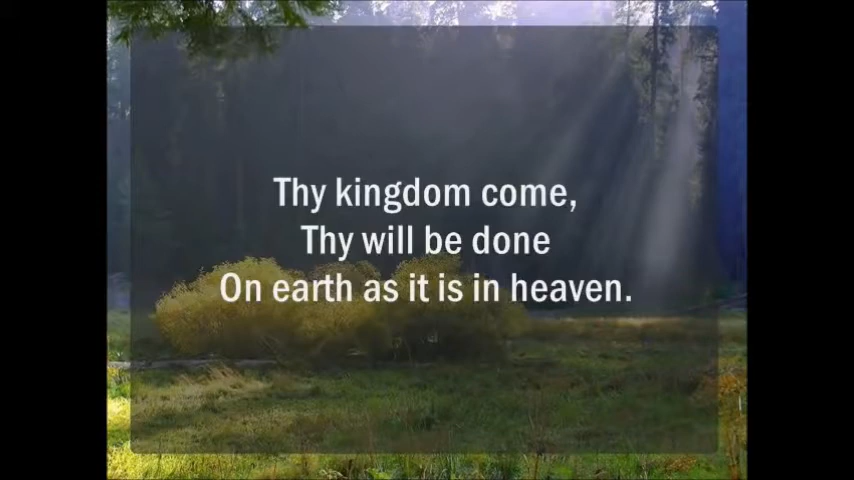 Thy kingdom come,
Thy will be done
On earth as it is in heaven.